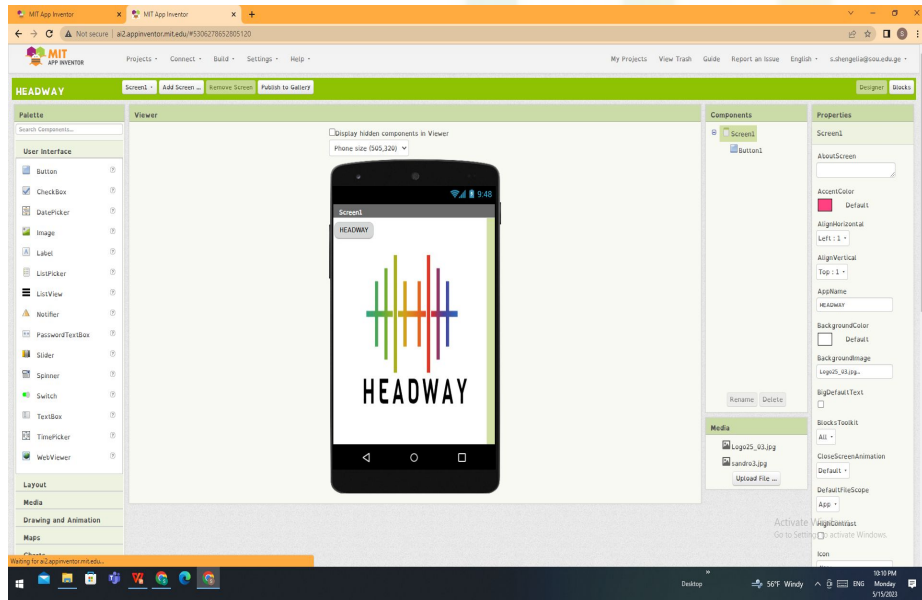 MIT App Inventor
MIT App Inventor
Not secure | ai2.appinventor.mit.edu/#5306278652805120
MIT
APP INVENTOR
Projects
Connect
Build
Settings
Help
My Projects
View Trash
Guide
Report an Issue
English
s.shengelia@sou.edu.ge
HEADWAY
Screen1
Add Screen ...
Remove Screen
Publish to Gallery
Designer
Blocks
Palette
Search Components...
User Interface
Button
CheckBox
DatePicker
Image
Label
ListPicker
ListView
Notifier
PasswordTextBox
Slider
Spinner
Switch
TextBox
TimePicker
WebViewer
Layout
Media
Drawing and Animation
Maps
Charts
Waiting for ai2.appinventor.mit.edu...
Viewer
Display hidden components in Viewer
Phone size (505,320)
9:48
Screen1
HEADWAY
HEADWAY
Components
Screen1
Button1
Rename
Delete
Media
Logo25_03.jpg
sandro3.jpg
Upload File ...
Properties
Screen1
AboutScreen
AccentColor
Default
AlignHorizontal
Left : 1
AlignVertical
Top : 1
AppName
HEADWAY
BackgroundColor
Default
BackgroundImage
Logo25_03.jpg...
BigDefaultText
BlocksToolkit
All
CloseScreenAnimation
Default
DefaultFileScope
App
HighContrast
Icon
Activate Windows
Go to Settings to activate Windows.
Desktop
56°F Windy
ENG
10:10 PM
Monday
5/15/2023